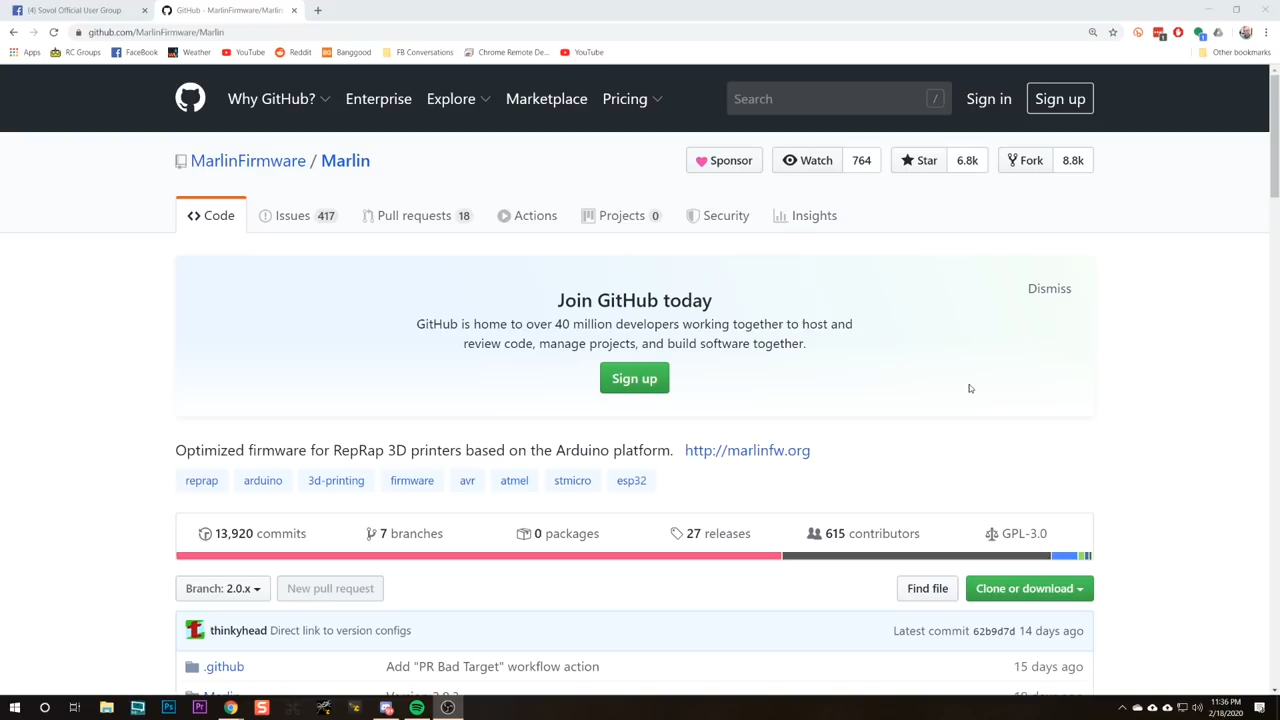 (4) Sovol Official User Group
GitHub - MarlinFirmware/Marlin
github.com/MarlinFirmware/Marlin
Apps
RC Groups
FaceBook
Weather
YouTube
Reddit
Banggood
FB Conversations
Chrome Remote De...
YouTube
Other bookmarks
Why GitHub?
Enterprise
Explore
Marketplace
Pricing
Search
/
Sign in
Sign up
MarlinFirmware / Marlin
Sponsor
Watch 764
Star 6.8k
Fork 8.8k
Code
Issues 417
Pull requests 18
Actions
Projects 0
Security
Insights
Join GitHub today
Dismiss
GitHub is home to over 40 million developers working together to host and
review code, manage projects, and build software together.
Sign up
Optimized firmware for RepRap 3D printers based on the Arduino platform. http://marlinfw.org
reprap
arduino
3d-printing
firmware
avr
atmel
stmicro
esp32
13,920 commits
7 branches
0 packages
27 releases
615 contributors
GPL-3.0
Branch: 2.0.x
New pull request
Find file
Clone or download
thinkyhead Direct link to version configs
Latest commit 62b9d7d 14 days ago
.github
Add "PR Bad Target" workflow action
15 days ago
11:36 PM
2/18/2020